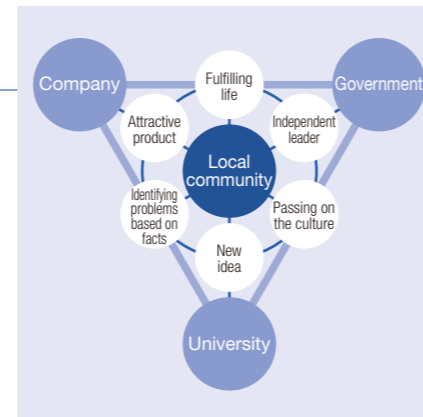 Company
Government
Fulfilling
life
Attractive
product
Independent
leader
Local
community
Identifying
problems
based on
facts
Passing on
the culture
New
idea
University